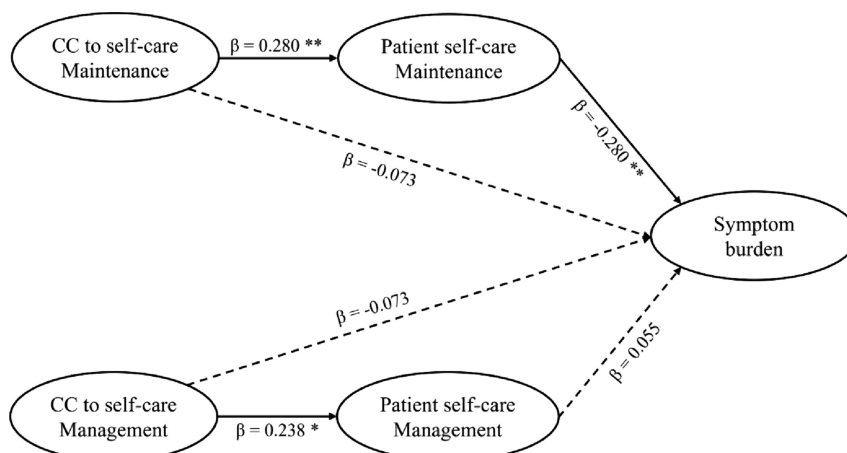 CC to self-care
Maintenance
β = 0.280 **
Patient self-care
Maintenance
β = -0.280 **
β = -0.073
Symptom
burden
β = -0.073
β = 0.055
CC to self-care
Management
β = 0.238 *
Patient self-care
Management